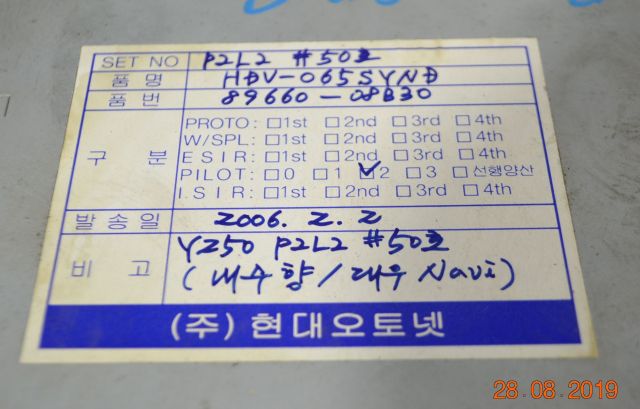 SET NO P2L2 #50호
품명 HDV-065SYND
품번 89660-08B30
구분
PROTO: □1st □2nd □3rd □4th
W/SPL: □1st □2nd □3rd □4th
E SIR: □1st □2nd □3rd □4th
PILOT: □0 □1 ☑2 □3 □선행양산
I.SIR: □1st □2nd □3rd □4th
발송일 2006. 2. 2
비고 Y250 P2L2 #50호
(내수향/대우 Navi)
(주) 현대오토넷
28.08.2019